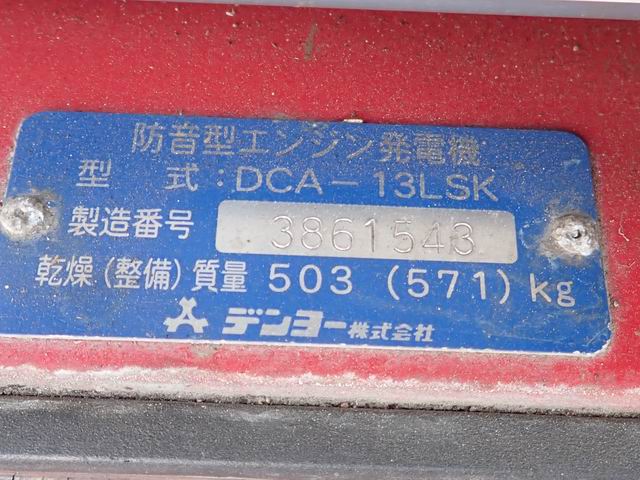 防音型エンジン発電機
型 式：DCA－13LSK
製造番号 3861543
乾燥（整備）質量 503 （571）kg
デンヨー株式会社